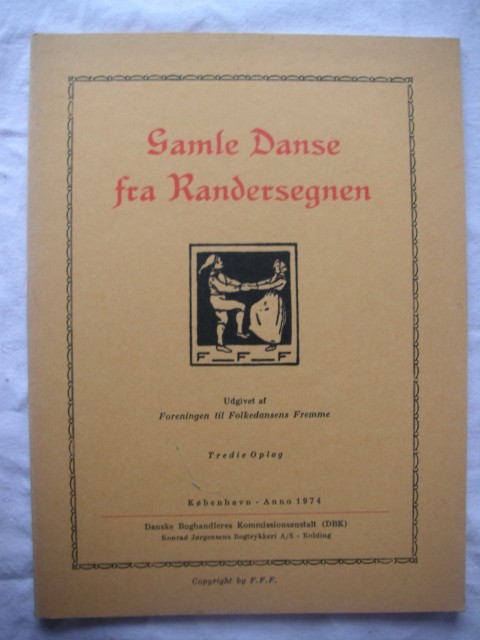 Gamle Danse
fra Randersegnen
F—F—F
Udgivet af
Foreningen til Folkedansens Fremme
Tredie Oplag
København - Anno 1974
Danske Boghandleres Kommissionsanstalt (DBK)
Konrad Jørgensens Bogtrykkeri A/S - Kolding
Copyright by F.F.F.